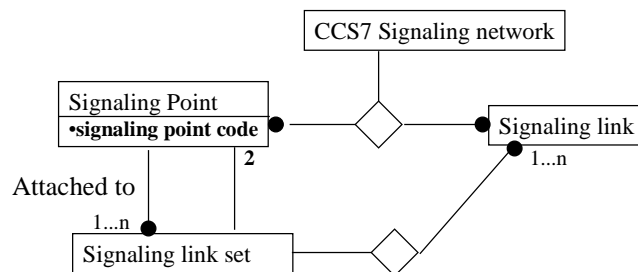 CCS7 Signaling network
Signaling Point
•signaling point code
Signaling link
2
1...n
Attached to
1...n
Signaling link set